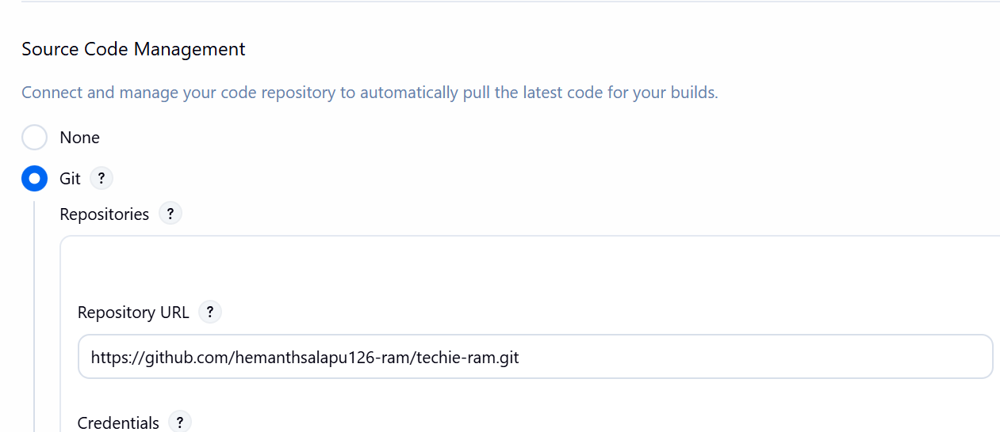 Source Code Management
Connect and manage your code repository to automatically pull the latest code for your builds.
None
Git ?
Repositories ?
Repository URL ?
https://github.com/hemanthsalapu126-ram/techie-ram.git
Credentials ?